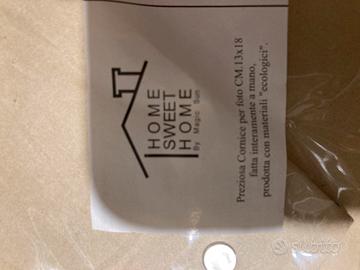 HOME
SWEET
HOME
By Magic Sun
Preziosa Cornice per foto CM.13x18
fatta interamente a mano,
prodotta con materiali "ecologici".
subito